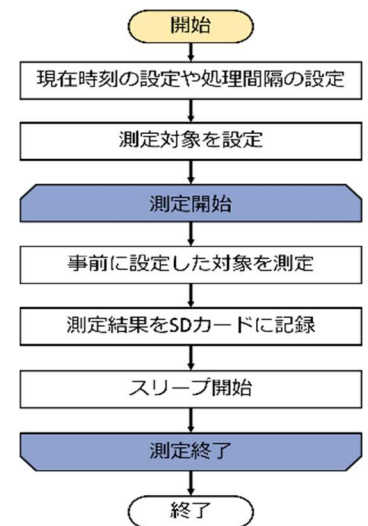 開始
現在時刻の設定や処理間隔の設定
測定対象を設定
測定開始
事前に設定した対象を測定
測定結果をSDカードに記録
スリープ開始
測定終了
終了